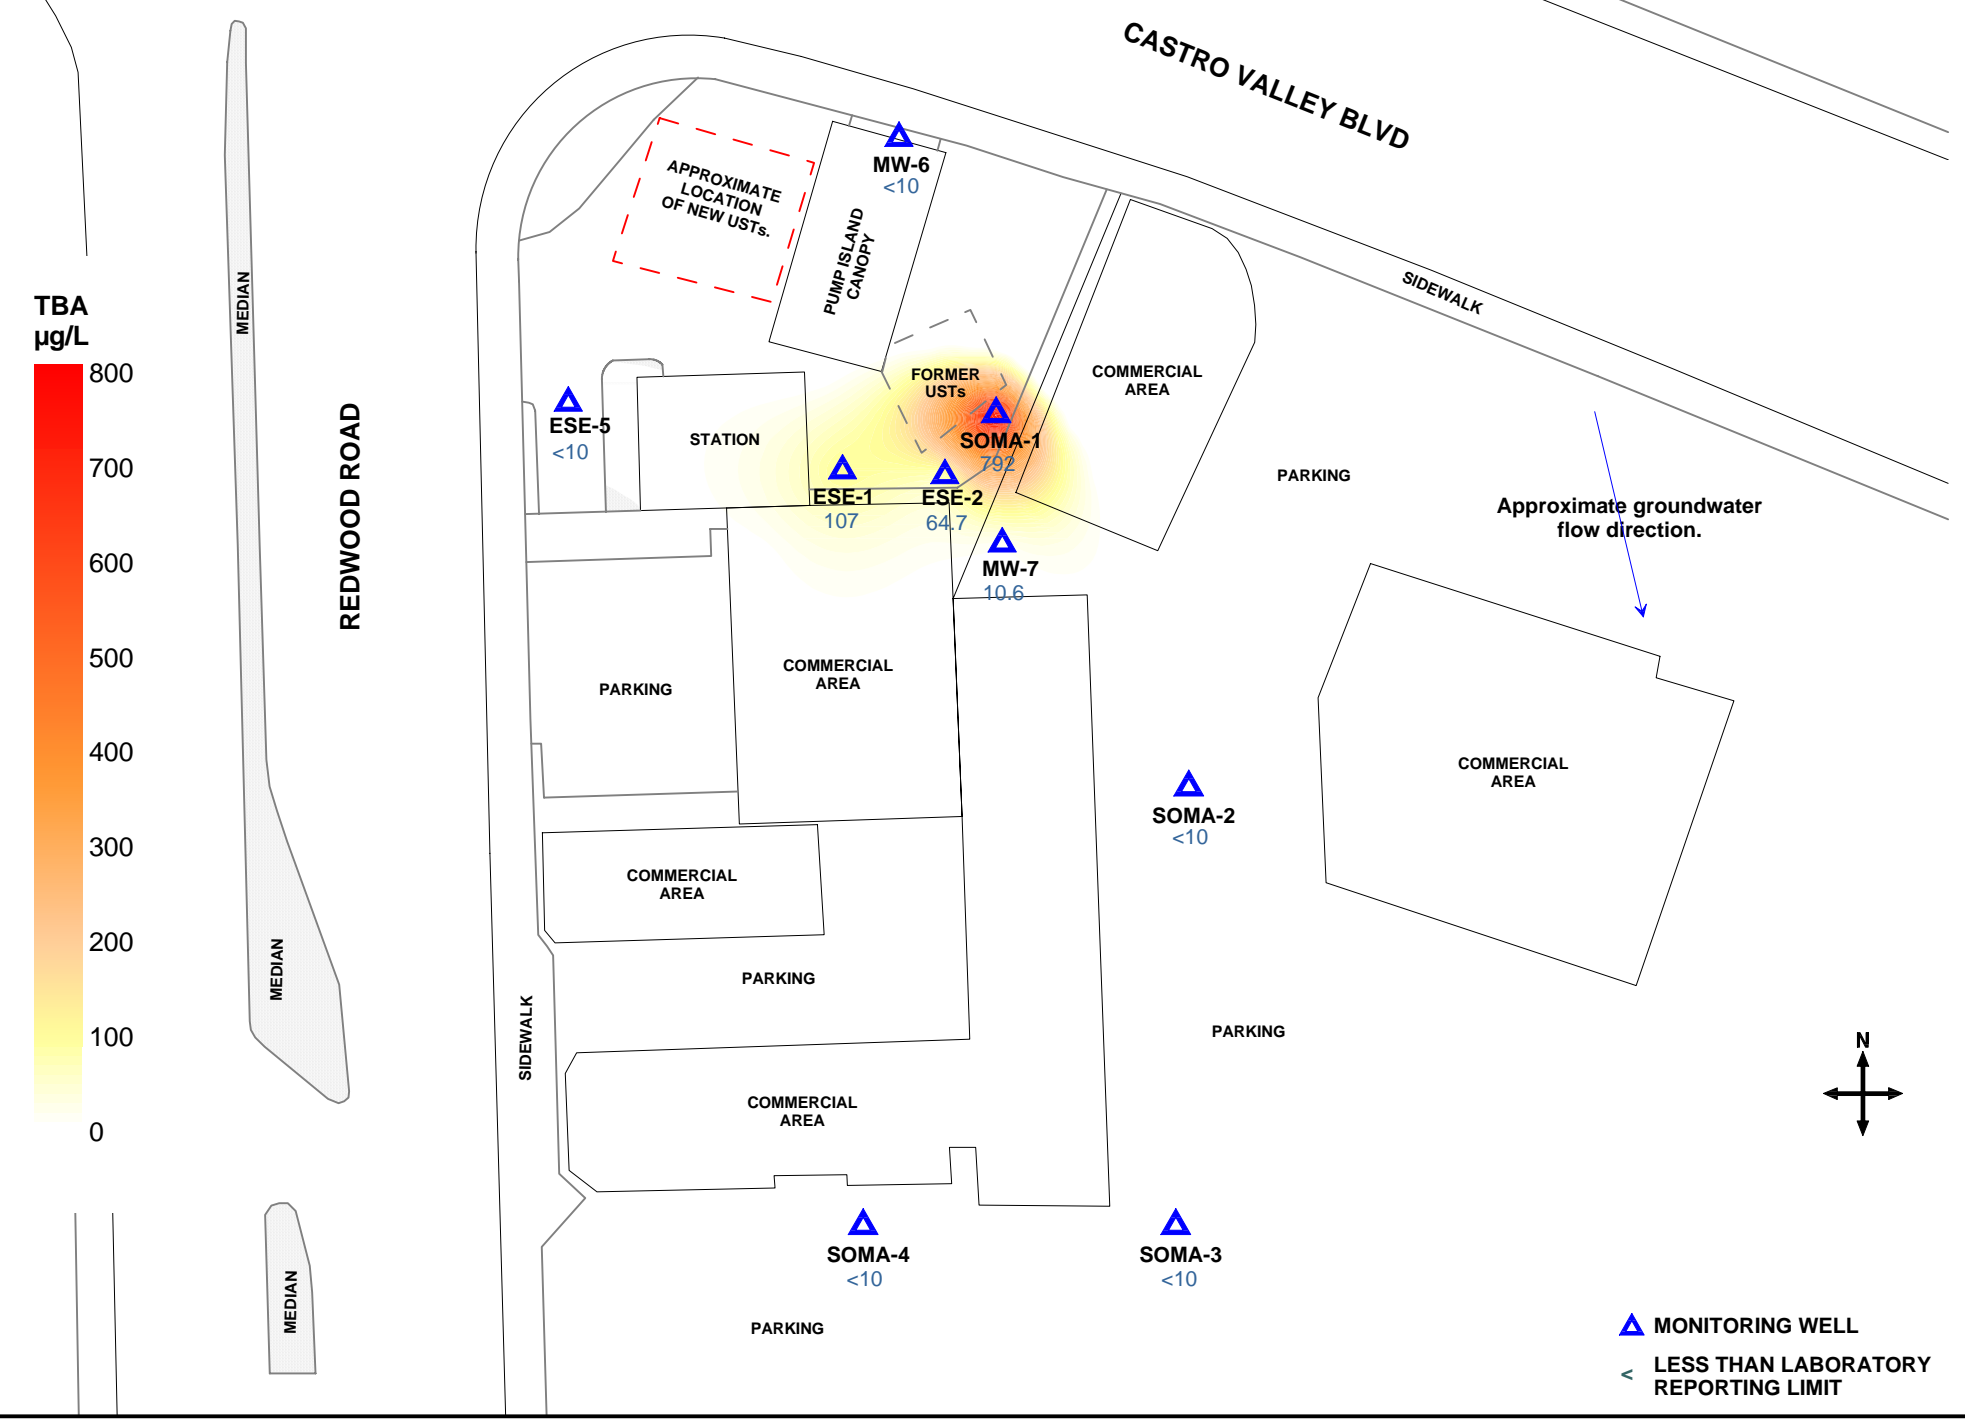 CASTRO VALLEY BLVD
MW-6
<10
APPROXIMATE
LOCATION
OF NEW USTs.
PUMP ISLAND
CANOPY
MEDIAN
SIDEWALK
TBA
µg/L
800
700
600
500
400
300
200
100
0
REDWOOD ROAD
FORMER
USTs
COMMERCIAL
AREA
ESE-5
<10
STATION
SOMA-1
792
PARKING
ESE-1
107
ESE-2
64.7
Approximate groundwater
flow direction.
MW-7
10.6
COMMERCIAL
AREA
PARKING
COMMERCIAL
AREA
SOMA-2
<10
COMMERCIAL
AREA
MEDIAN
PARKING
SIDEWALK
PARKING
N
COMMERCIAL
AREA
SOMA-4
<10
SOMA-3
<10
MEDIAN
PARKING
MONITORING WELL
< LESS THAN LABORATORY
REPORTING LIMIT